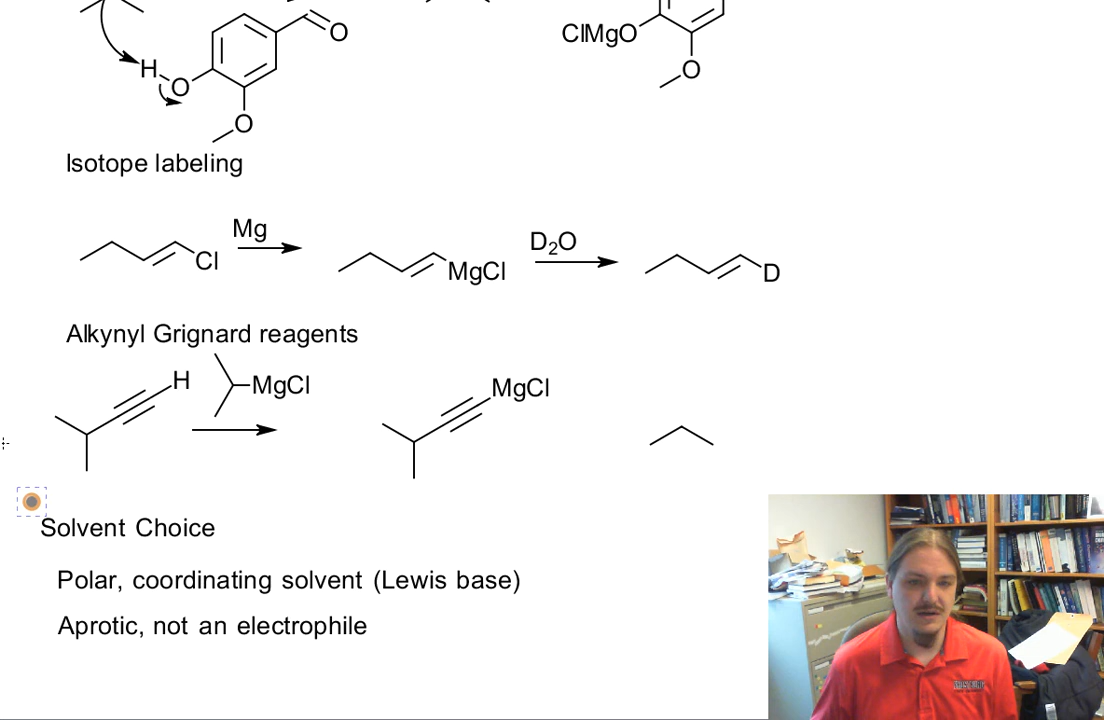 O
ClMgO
H
O
O
O
Isotope labeling
Mg
D2O
Cl
MgCl
D
Alkynyl Grignard reagents
H
MgCl
MgCl
Solvent Choice
Polar, coordinating solvent (Lewis base)
Aprotic, not an electrophile